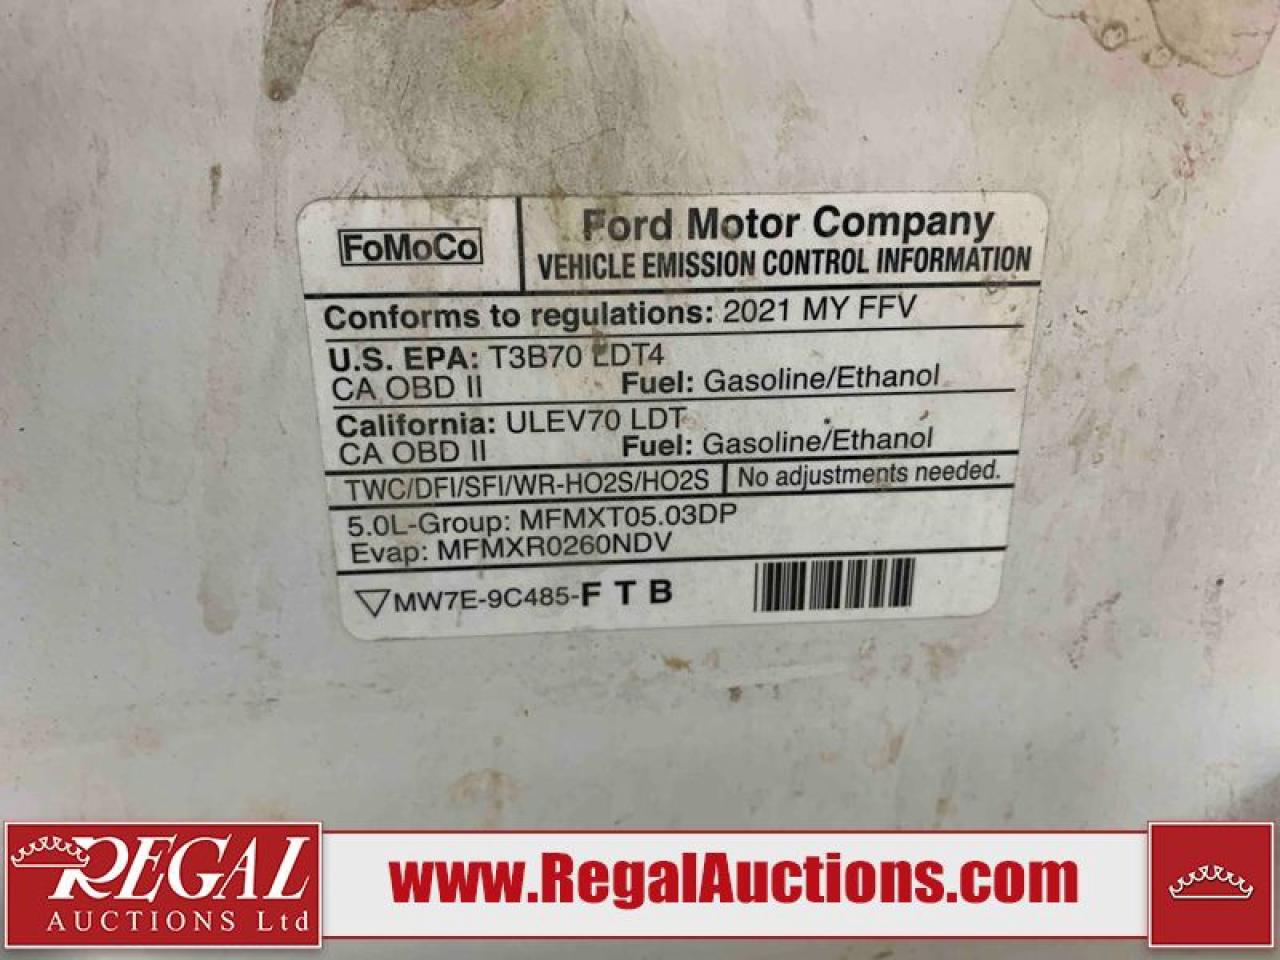 FoMoCo
Ford Motor Company
VEHICLE EMISSION CONTROL INFORMATION
Conforms to regulations: 2021 MY FFV
U.S. EPA: T3B70 LDT4
CA OBD II Fuel: Gasoline/Ethanol
California: ULEV70 LDT
CA OBD II Fuel: Gasoline/Ethanol
TWC/DFI/SFI/WR-HO2S/HO2S No adjustments needed.
5.0L-Group: MFMXT05.03DP
Evap: MFMXR0260NDV
MW7E-9C485-F T B
REGAL
AUCTIONS Ltd
www.RegalAuctions.com